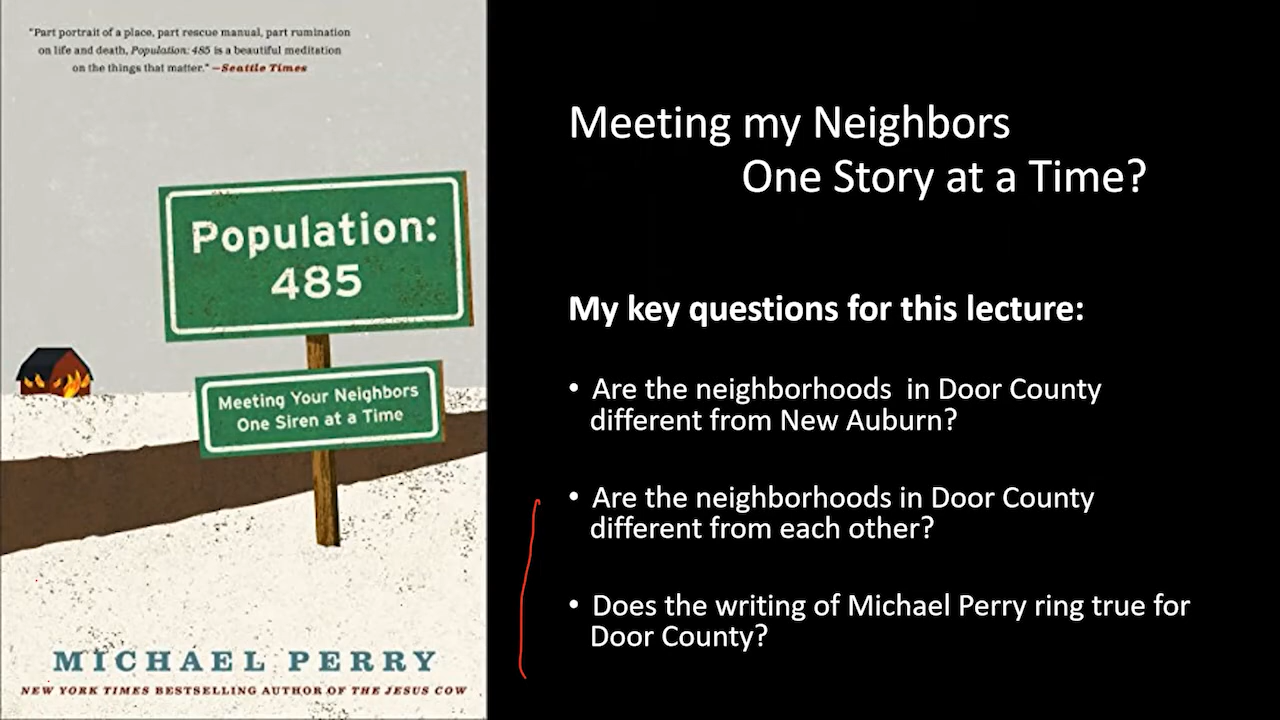 "Part portrait of a place, part rescue manual, part rumination
on life and death, Population: 485 is a beautiful meditation
on the things that matter." —Seattle Times
Population:
485
Meeting Your Neighbors
One Siren at a Time
MICHAEL PERRY
NEW YORK TIMES BESTSELLING AUTHOR OF THE JESUS COW
Meeting my Neighbors
One Story at a Time?
My key questions for this lecture:
• Are the neighborhoods  in Door County
different from New Auburn?
• Are the neighborhoods in Door County
different from each other?
• Does the writing of Michael Perry ring true for
Door County?